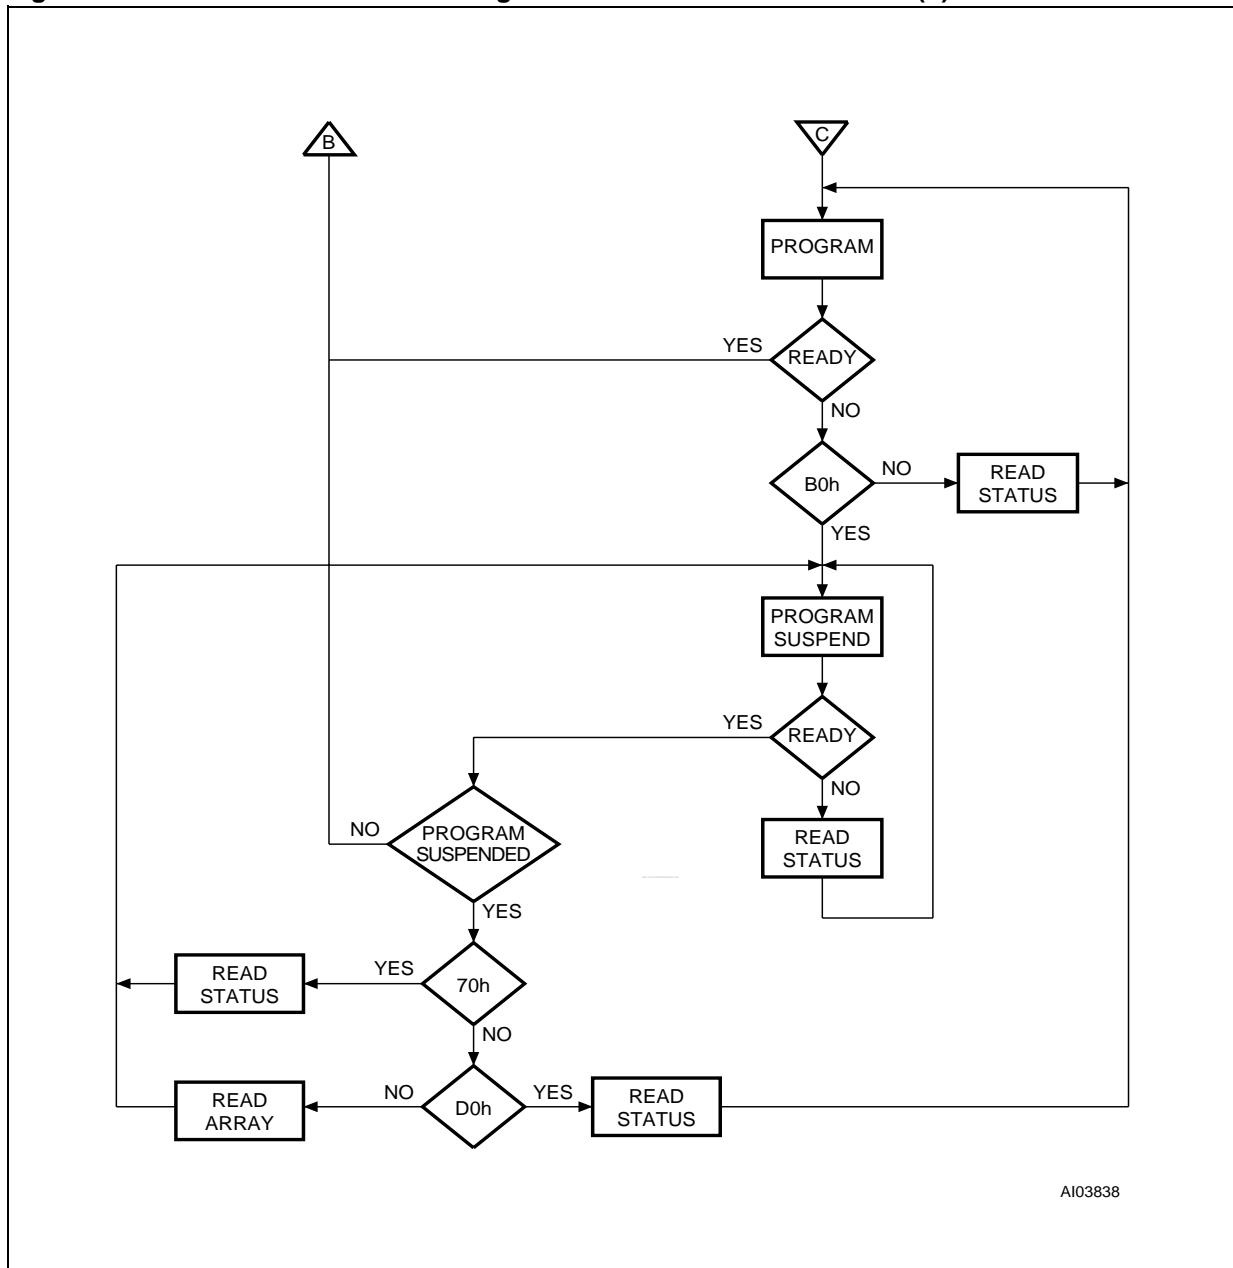 B
C
PROGRAM
YES
READY
NO
B0h
NO
READ
STATUS
YES
PROGRAM
SUSPEND
YES
READY
NO
NO
PROGRAM
SUSPENDED
READ
STATUS
YES
READ
STATUS
YES
70h
NO
READ
ARRAY
NO
D0h
YES
READ
STATUS
AI03838